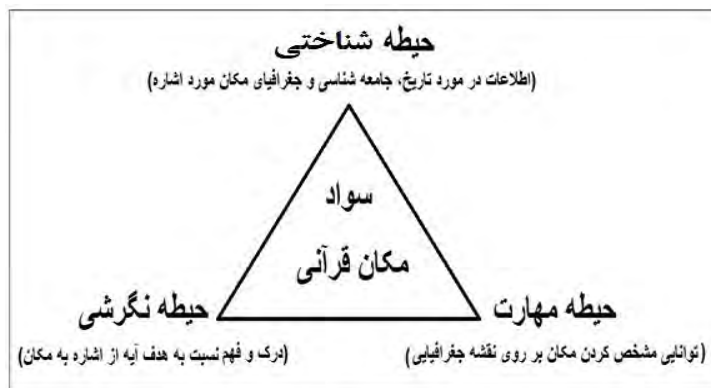 حیطه شناختی
(اطلاعات در مورد تاریخ، جامعه شناسی و جغرافیای مکان مورد اشاره)
سواد
مکان قرآنی
حیطه مهارت
(توانایی مشخص کردن مکان بر روی نقشه جغرافیایی)
حیطه نگرشی
(درک و فهم نسبت به هدف آیه از اشاره به مکان)